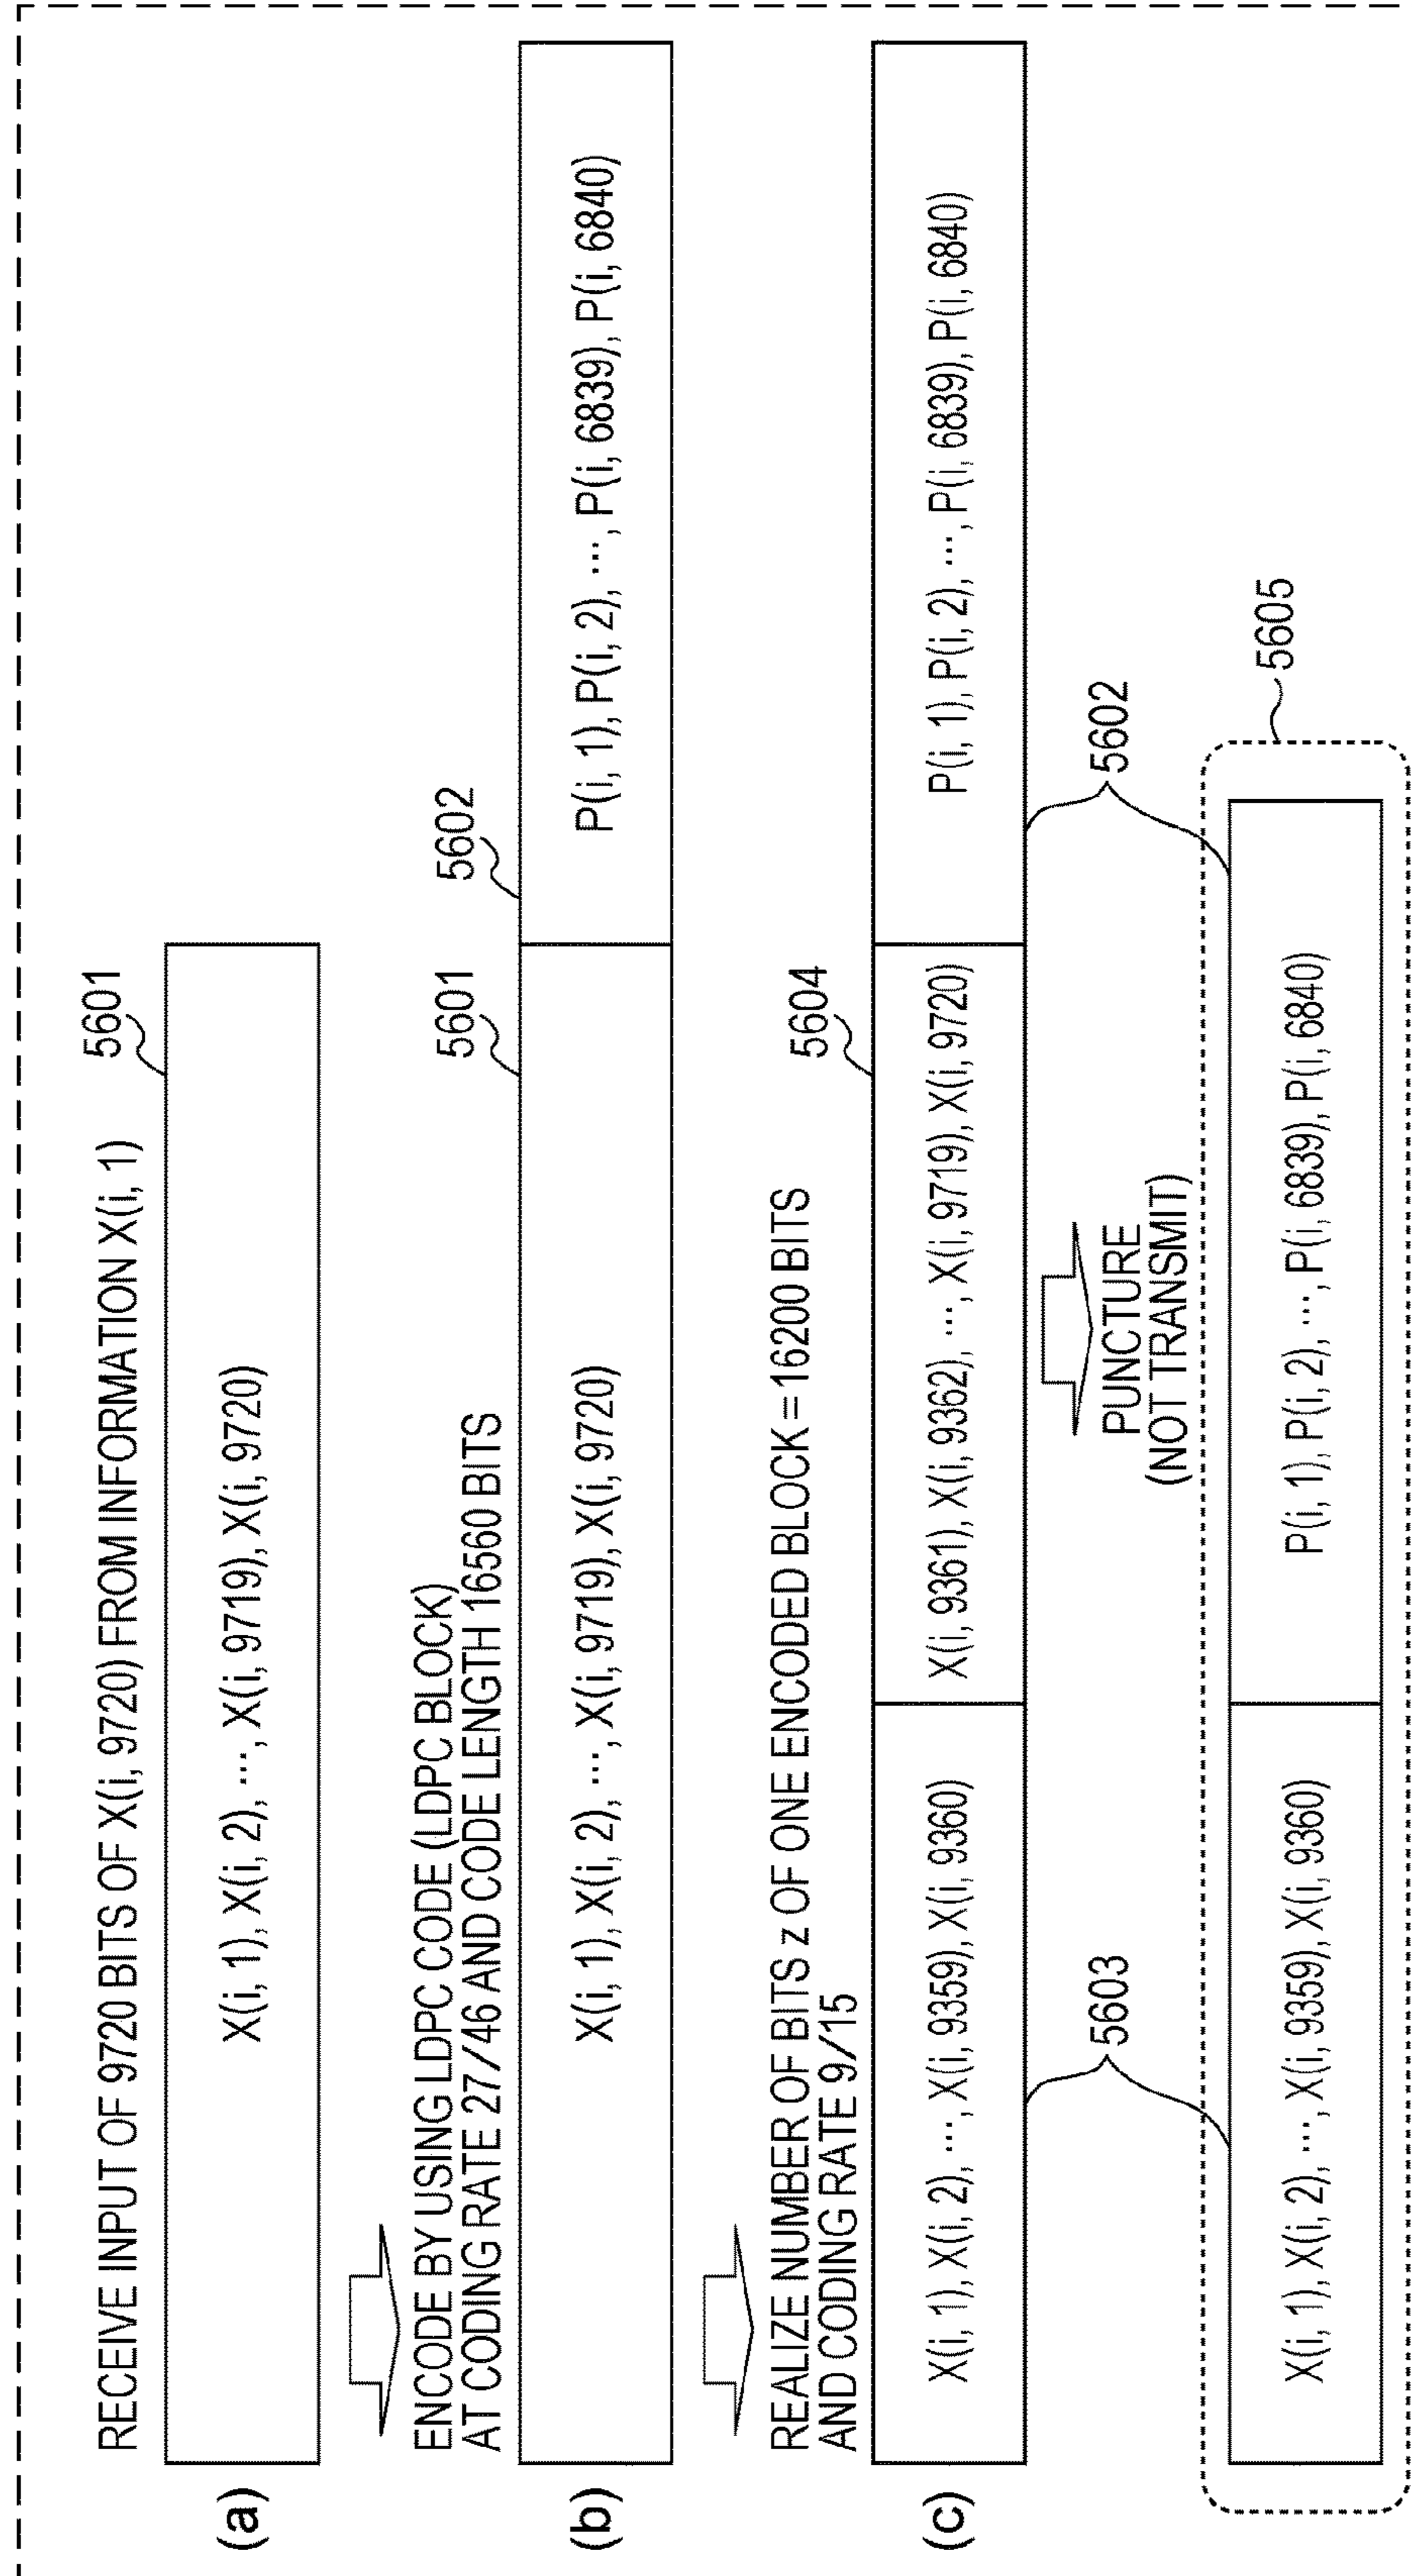 RECEIVE INPUT OF 9720 BITS OF X(i, 9720) FROM INFORMATION X(i, 1)
5601
(a)
X(i, 1), X(i, 2), ···, X(i, 9719), X(i, 9720)
ENCODE BY USING LDPC CODE (LDPC BLOCK)
AT CODING RATE 27/46 AND CODE LENGTH 16560 BITS
5601
5602
(b)
X(i, 1), X(i, 2), ···, X(i, 9719), X(i, 9720)
P(i, 1), P(i, 2), ···, P(i, 6839), P(i, 6840)
REALIZE NUMBER OF BITS z OF ONE ENCODED BLOCK = 16200 BITS
AND CODING RATE 9/15
5604
(c)
X(i, 1), X(i, 2), ···, X(i, 9359), X(i, 9360)
X(i, 9361), X(i, 9362), ···, X(i, 9719), X(i, 9720)
P(i, 1), P(i, 2), ···, P(i, 6839), P(i, 6840)
5603
PUNCTURE
(NOT TRANSMIT)
5602
5605
X(i, 1), X(i, 2), ···, X(i, 9359), X(i, 9360)
P(i, 1), P(i, 2), ···, P(i, 6839), P(i, 6840)